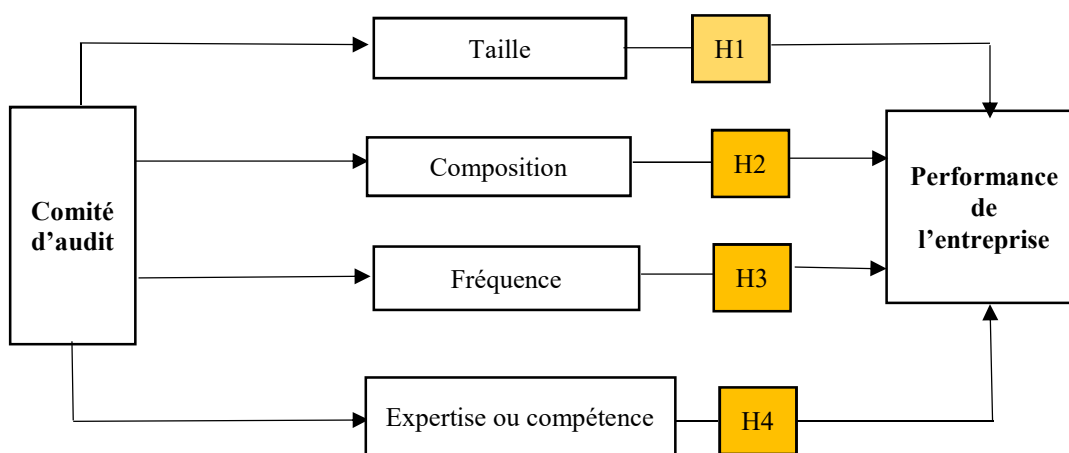 Taille
H1
Composition
H2
Comité
d’audit
Performance
de
l’entreprise
Fréquence
H3
Expertise ou compétence
H4